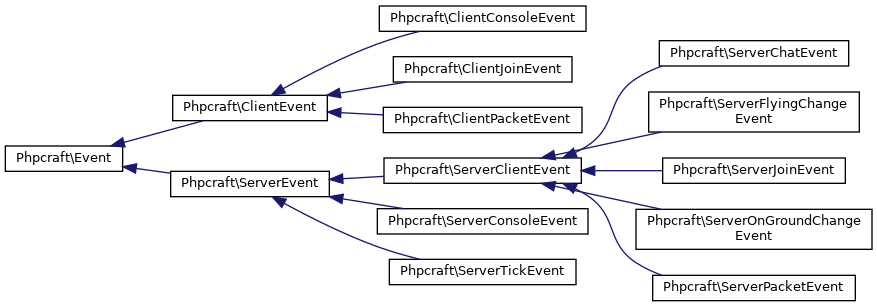 Phpcraft\Event
Phpcraft\ClientEvent
Phpcraft\ServerEvent
Phpcraft\ClientConsoleEvent
Phpcraft\ClientJoinEvent
Phpcraft\ClientPacketEvent
Phpcraft\ServerClientEvent
Phpcraft\ServerConsoleEvent
Phpcraft\ServerTickEvent
Phpcraft\ServerChatEvent
Phpcraft\ServerFlyingChange
Event
Phpcraft\ServerJoinEvent
Phpcraft\ServerOnGroundChange
Event
Phpcraft\ServerPacketEvent